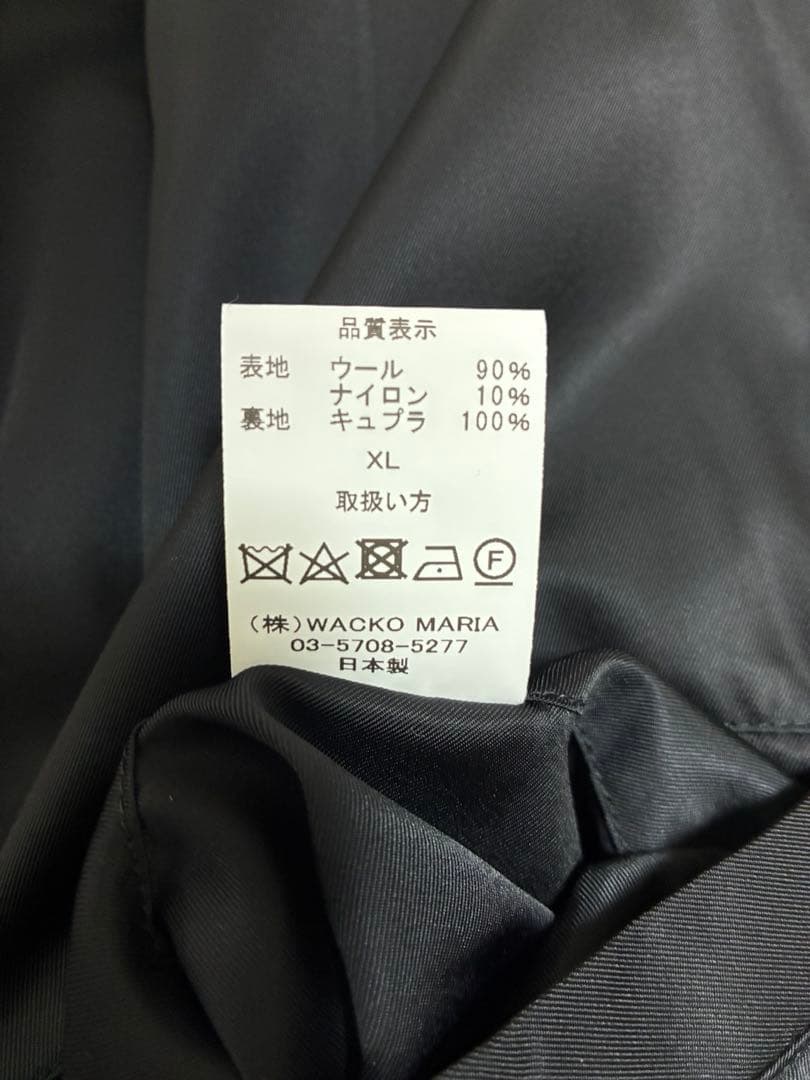 品質表示
表地 ウール 90%
ナイロン 10%
裏地 キュプラ 100%
XL
取扱い方
F
(株)WACKO MARIA
03-5708-5277
日本製